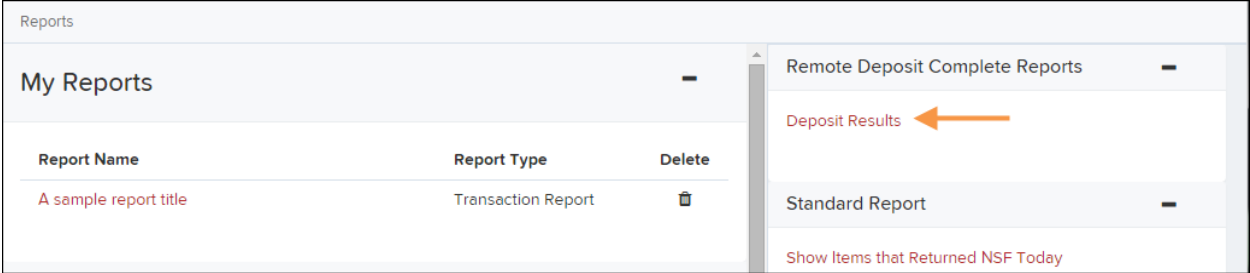 Reports
My Reports
Report Name Report Type Delete
A sample report title Transaction Report
Remote Deposit Complete Reports
Deposit Results
Standard Report
Show Items that Returned NSF Today